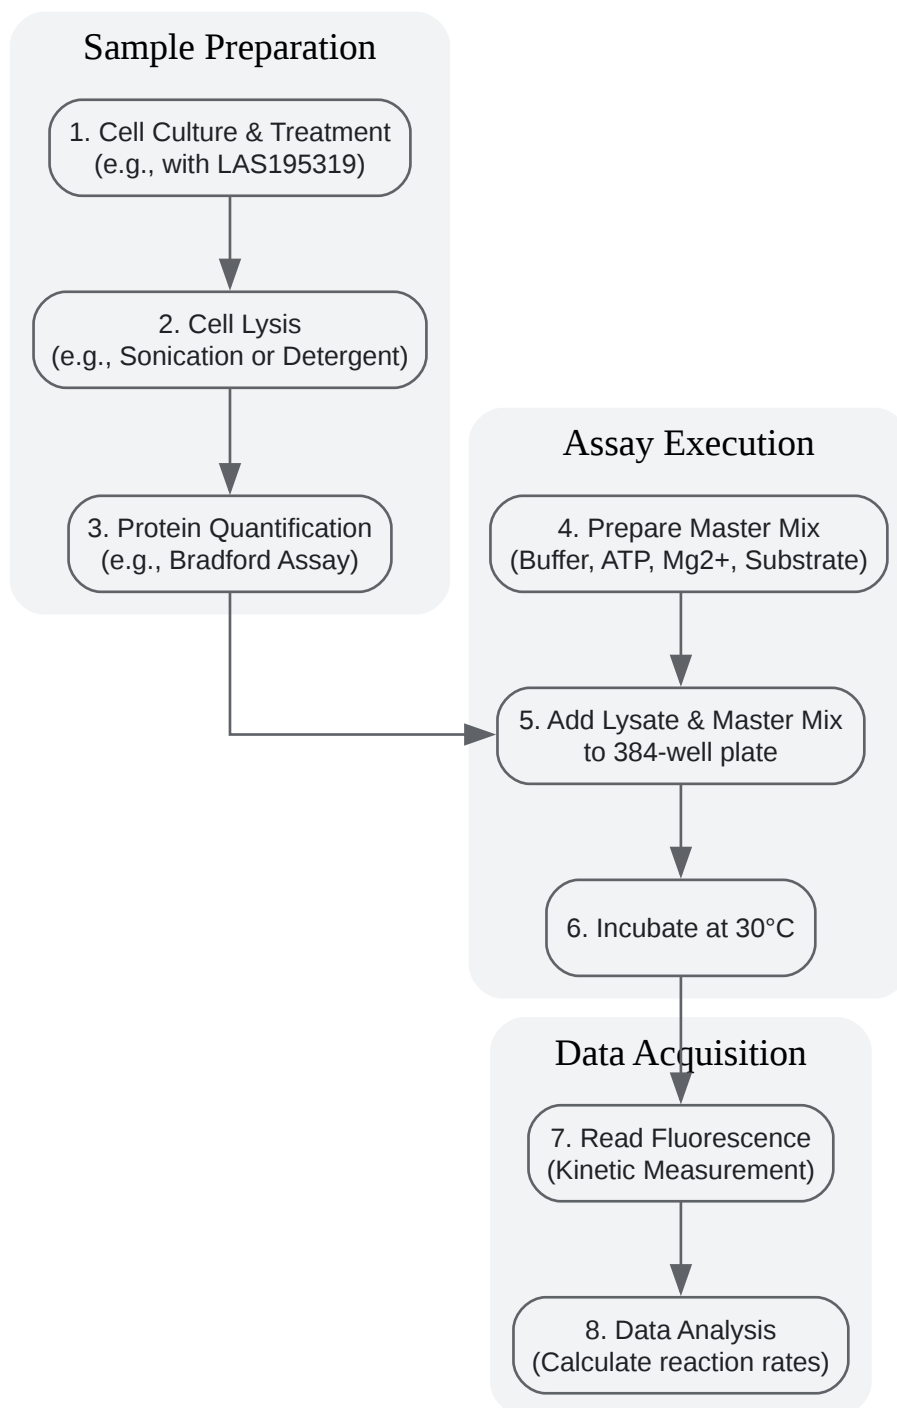 Sample Preparation
1. Cell Culture & Treatment
(e.g., with LAS195319)
2. Cell Lysis
(e.g., Sonication or Detergent)
3. Protein Quantification
(e.g., Bradford Assay)
Assay Execution
4. Prepare Master Mix
(Buffer, ATP, Mg2+, Substrate)
5. Add Lysate & Master Mix
to 384-well plate
6. Incubate at 30°C
Data Acquisition
7. Read Fluorescence
(Kinetic Measurement)
8. Data Analysis
(Calculate reaction rates)